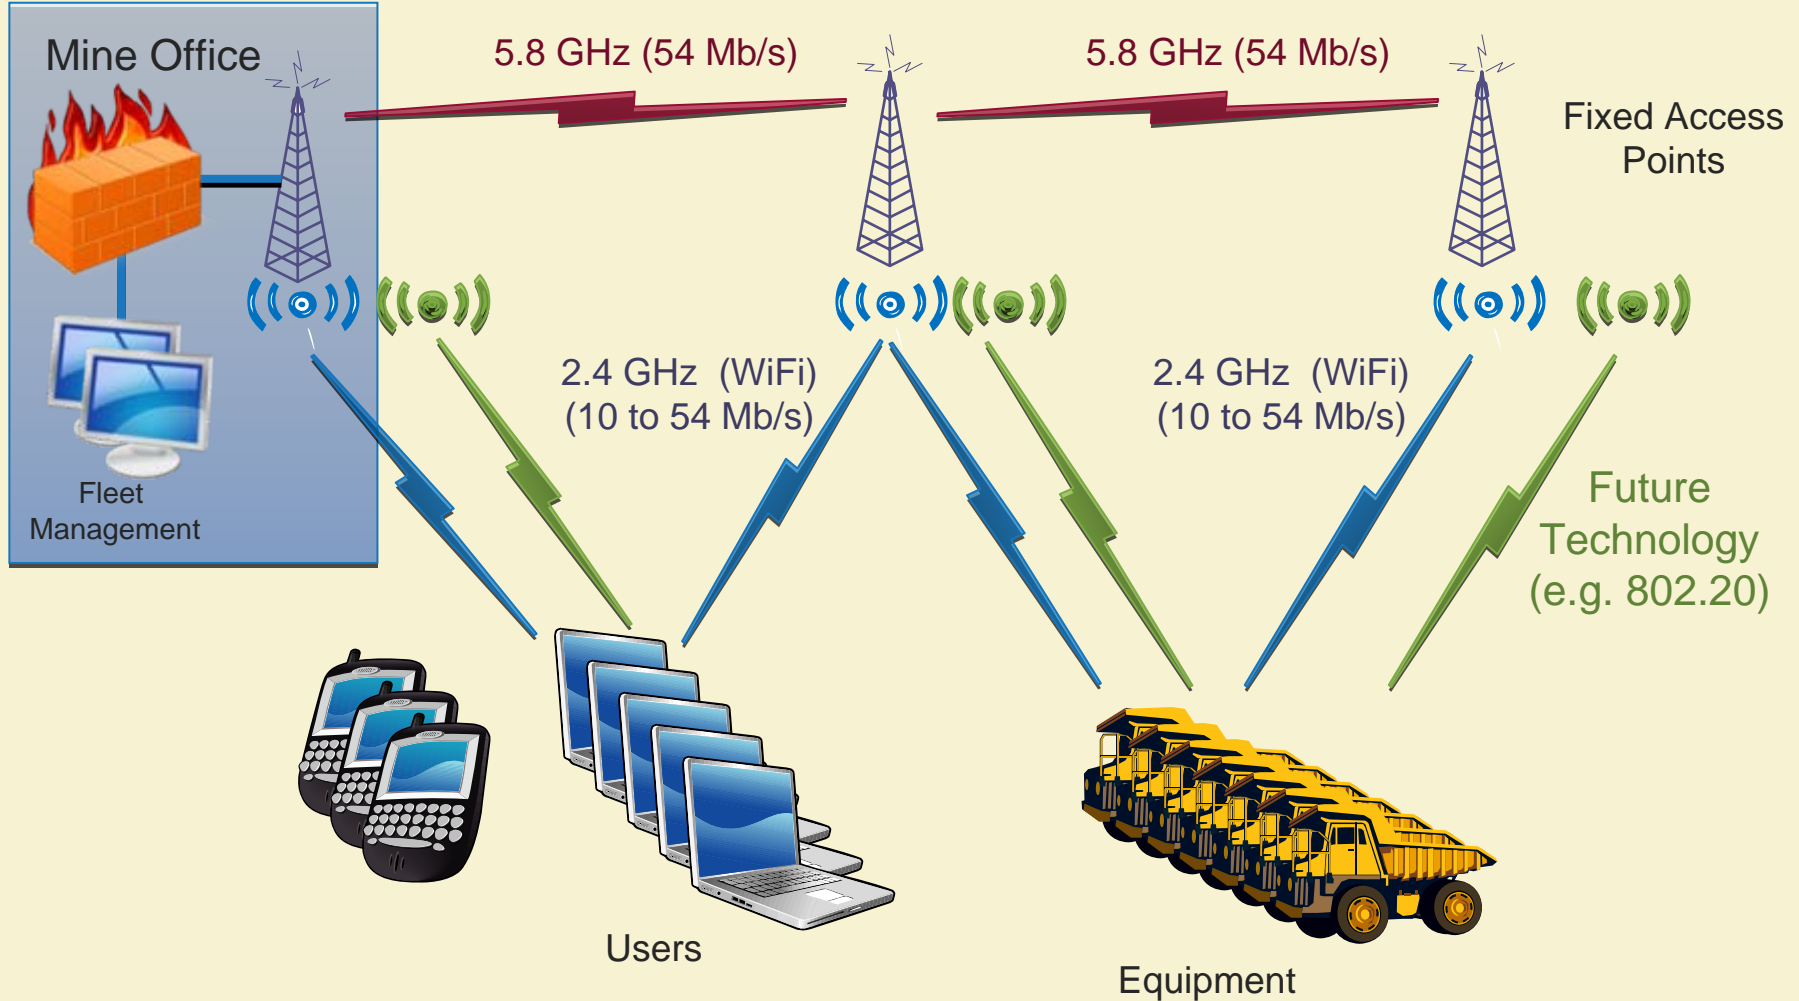 Mine Office
5.8 GHz (54 Mb/s)
5.8 GHz (54 Mb/s)
Fixed Access
Points
2.4 GHz  (WiFi)
(10 to 54 Mb/s)
2.4 GHz  (WiFi)
(10 to 54 Mb/s)
Fleet
Management
Future
Technology
(e.g. 802.20)
Users
Equipment